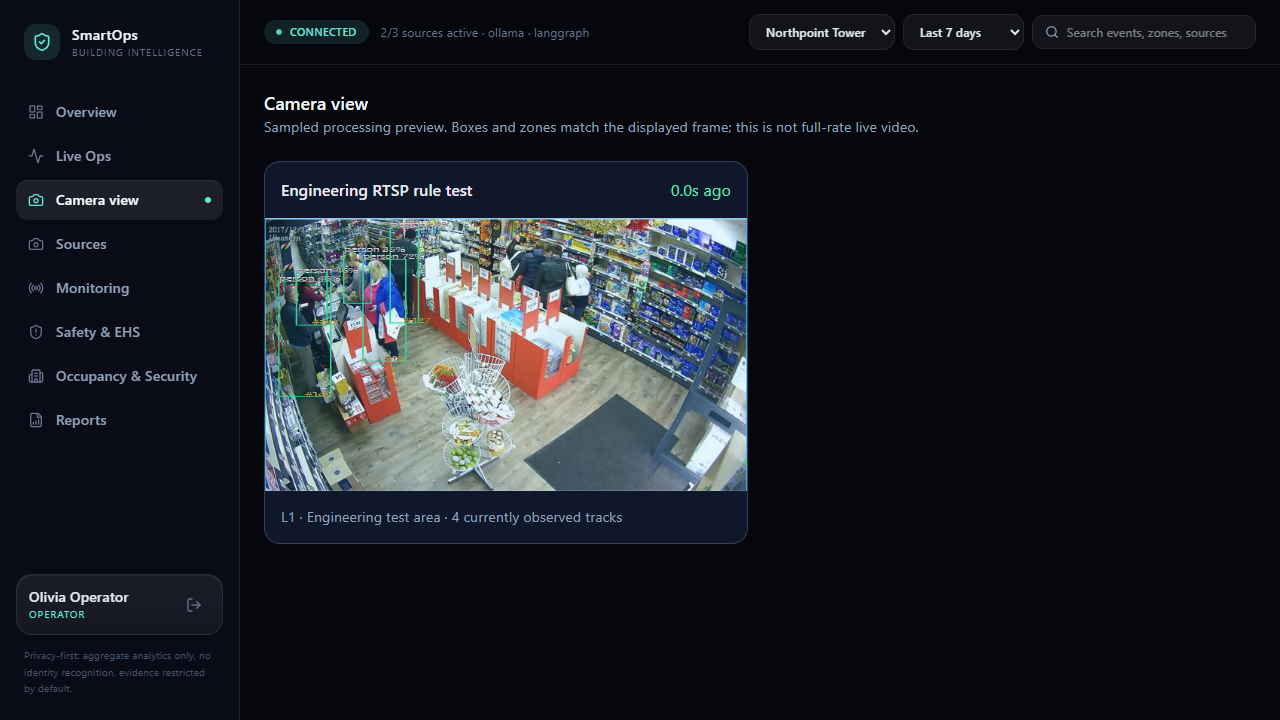 SmartOps
BUILDING INTELLIGENCE
CONNECTED
2/3 sources active · ollama · langgraph
Northpoint Tower
Last 7 days
Search events, zones, sources
Overview
Live Ops
Camera view
Sources
Monitoring
Safety & EHS
Occupancy & Security
Reports
Camera view
Sampled processing preview. Boxes and zones match the displayed frame; this is not full-rate live video.
Engineering RTSP rule test
0.0s ago
L1 · Engineering test area · 4 currently observed tracks
Olivia Operator
OPERATOR
Privacy-first: aggregate analytics only, no
identity recognition, evidence restricted
by default.